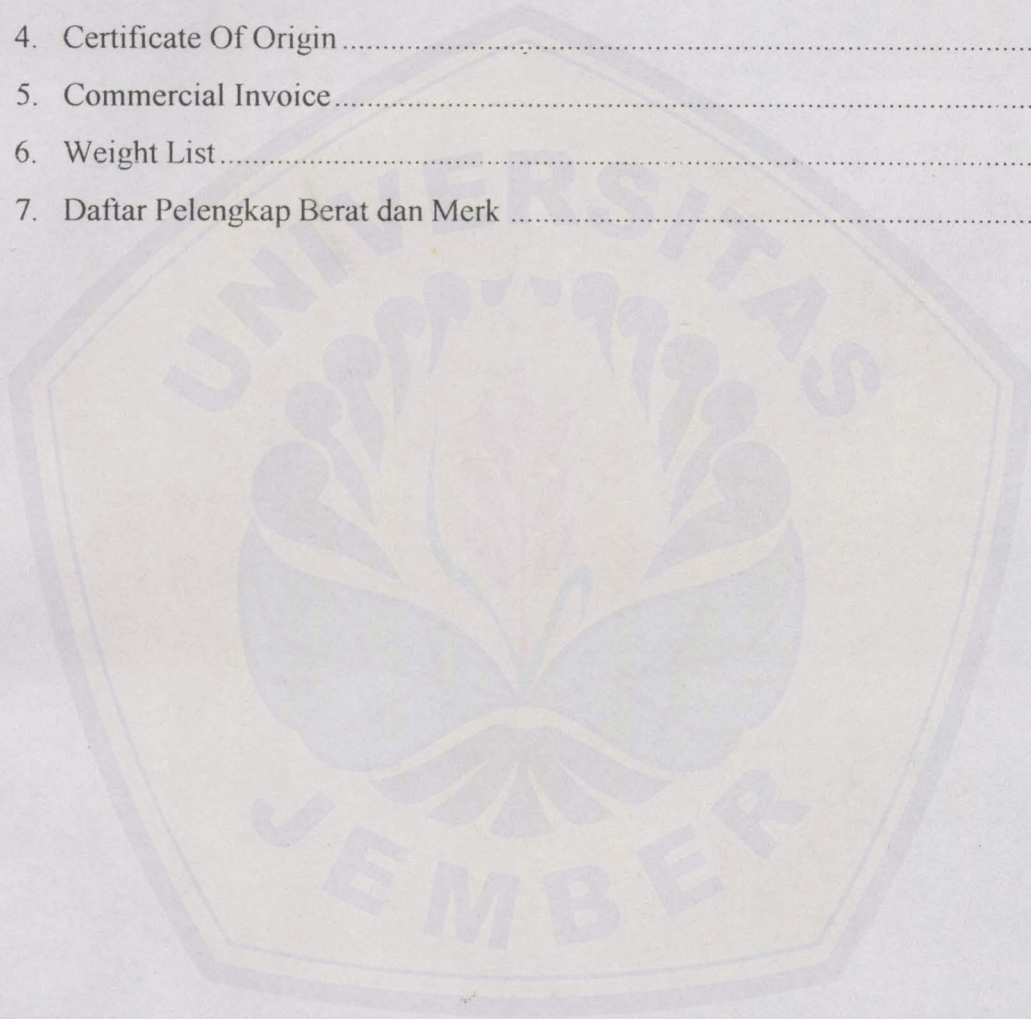 4. Certificate Of Origin ....................
5. Commercial Invoice ....................
6. Weight List ....................
7. Daftar Pelengkap Berat dan Merk ....................
UNIVERSITAS
JEMBER